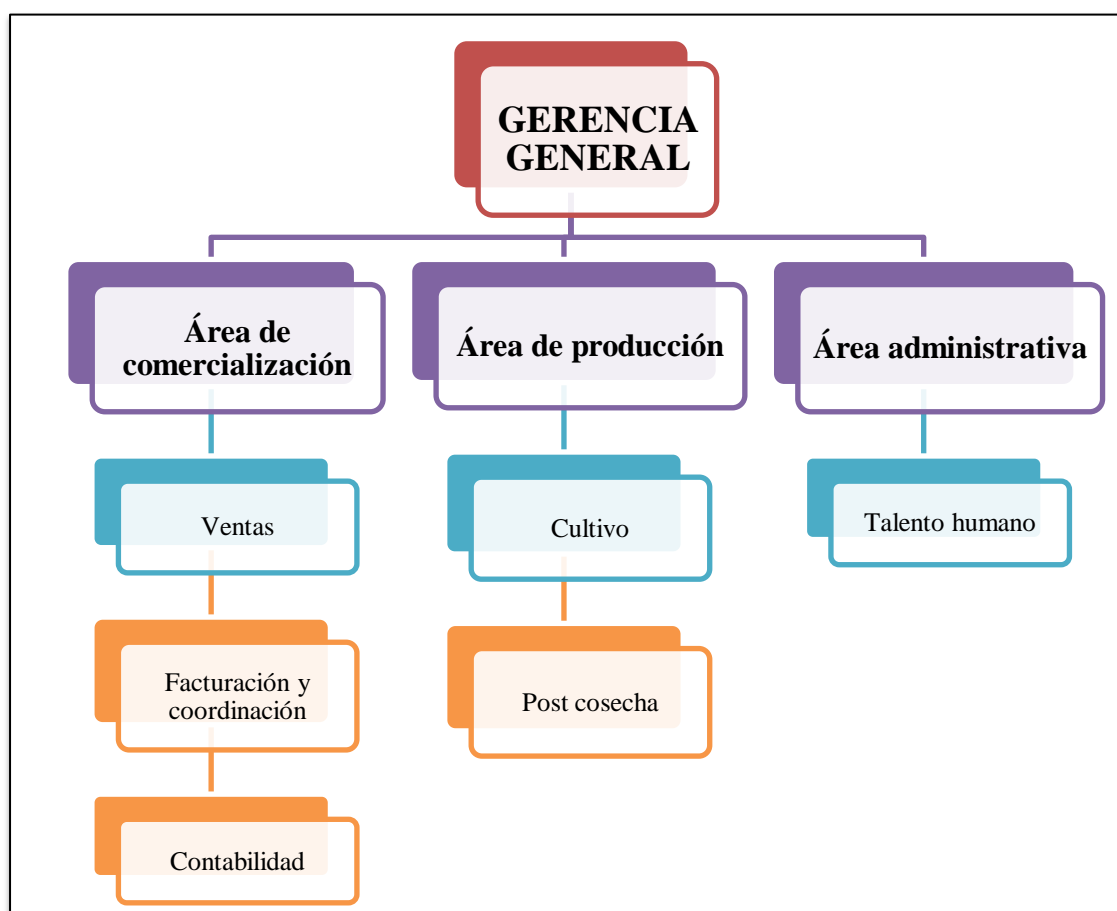 GERENCIA
GENERAL
Área de
comercialización
Área de producción
Área administrativa
Ventas
Cultivo
Talento humano
Facturación y
coordinación
Post cosecha
Contabilidad